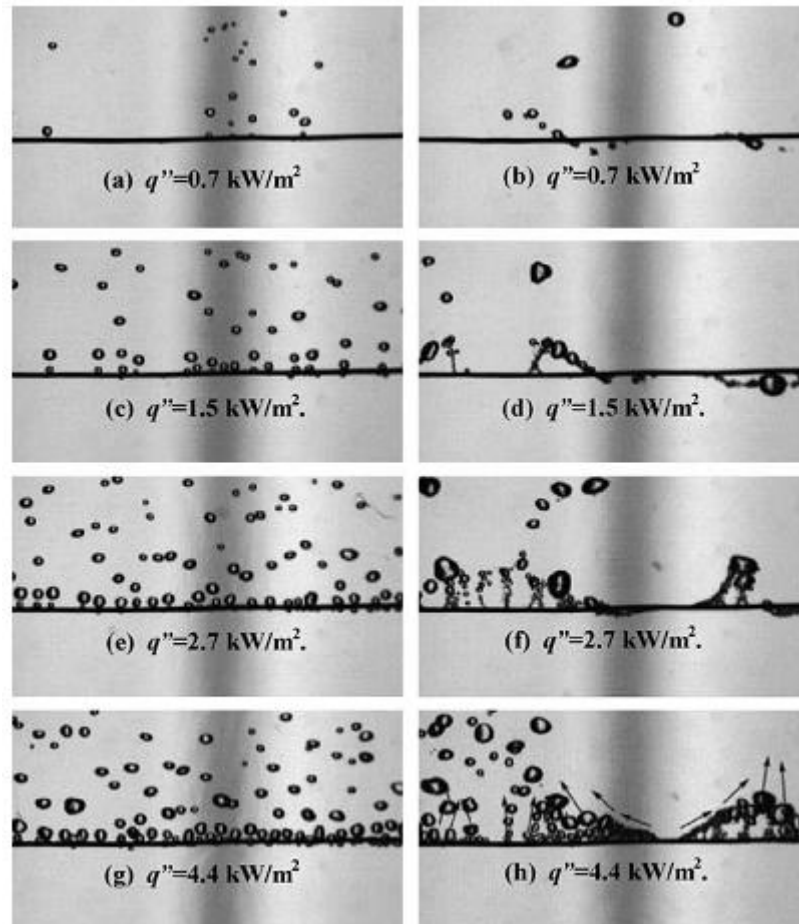 (a) q”=0.7 kW/m²
(b) q”=0.7 kW/m²
(c) q”=1.5 kW/m².
(d) q”=1.5 kW/m².
(e) q”=2.7 kW/m².
(f) q”=2.7 kW/m².
(g) q”=4.4 kW/m²
(h) q”=4.4 kW/m².